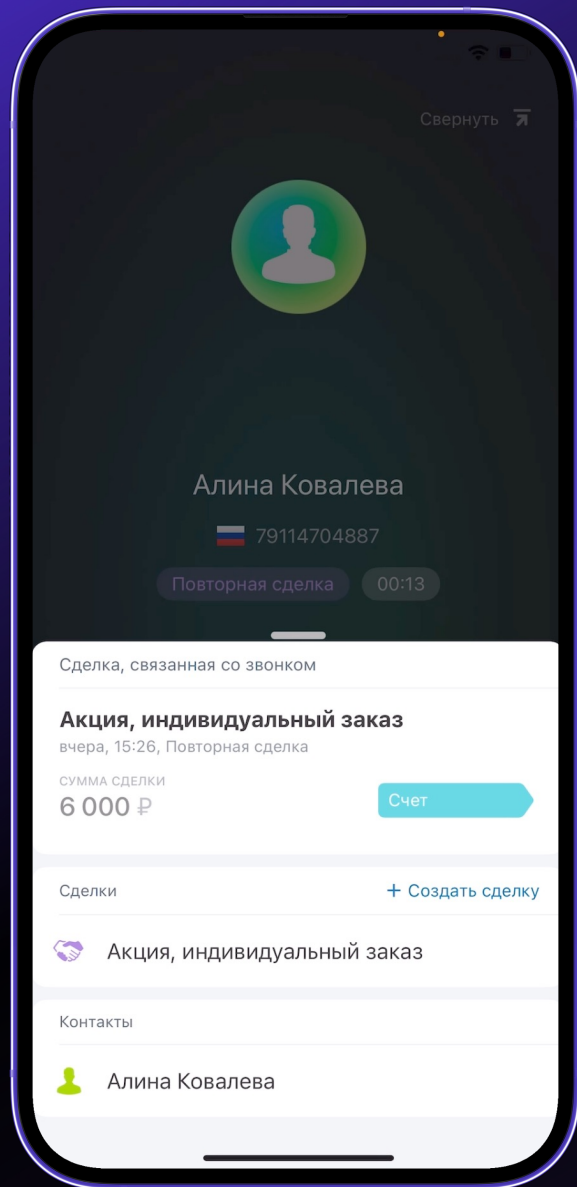 Свернуть
Алина Ковалева
79114704887
Повторная сделка 00:13
Сделка, связанная со звонком
Акция, индивидуальный заказ
вчера, 15:26, Повторная сделка
СУММА СДЕЛКИ
6 000 ₽
Счет
Сделки + Создать сделку
Акция, индивидуальный заказ
Контакты
Алина Ковалева